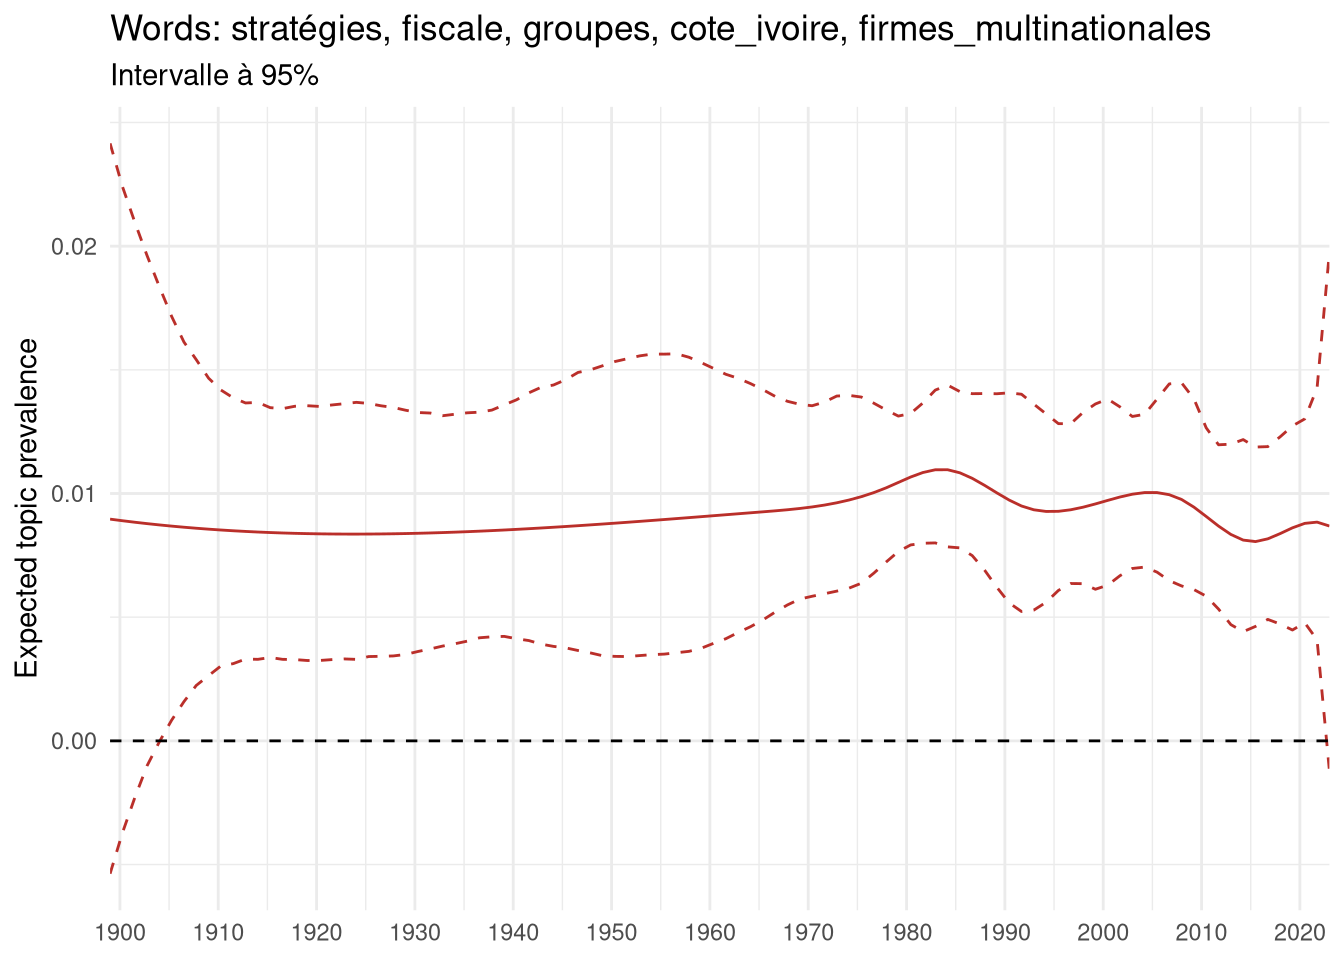 Words: stratégies, fiscale, groupes, cote_ivoire, firmes_multinationales
Intervalle à 95%
Expected topic prevalence
0.02
0.01
0.00
1900 1910 1920 1930 1940 1950 1960 1970 1980 1990 2000 2010 2020